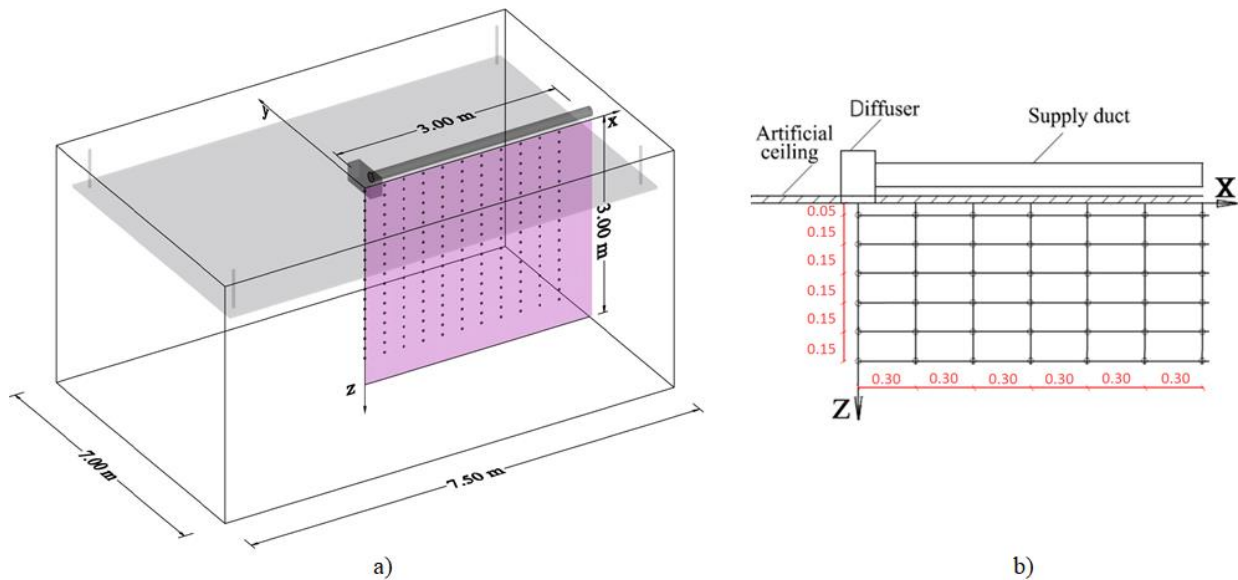 y
3.00 m
x
3.00 m
z
7.00 m
7.50 m
a)
Diffuser
Supply duct
Artificial
ceiling
X
0.05
0.15
0.15
0.15
0.15
0.15
0.30 0.30 0.30 0.30 0.30 0.30
Z
b)